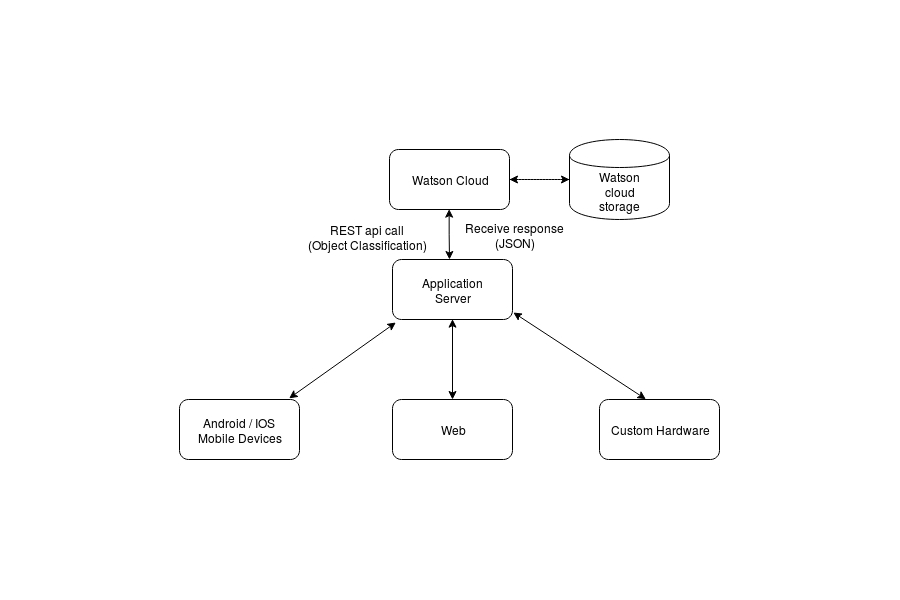 Watson Cloud
Watson
cloud
storage
REST api call
(Object Classification)
Receive response
(JSON)
Application
Server
Android / IOS
Mobile Devices
Web
Custom Hardware